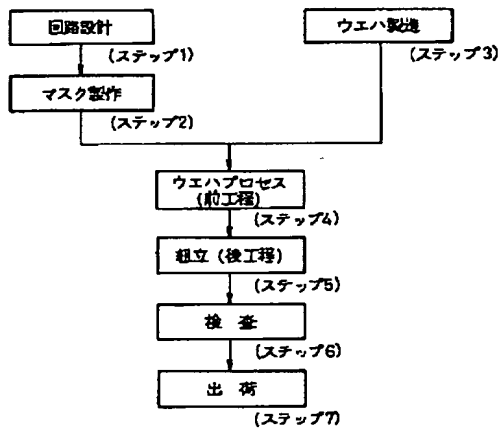 回路設計
(ステップ1)
ウエハ製造
(ステップ3)
マスク製作
(ステップ2)
ウエハプロセス
(前工程)
(ステップ4)
組立(後工程)
(ステップ5)
検 査
(ステップ6)
出 荷
(ステップ7)